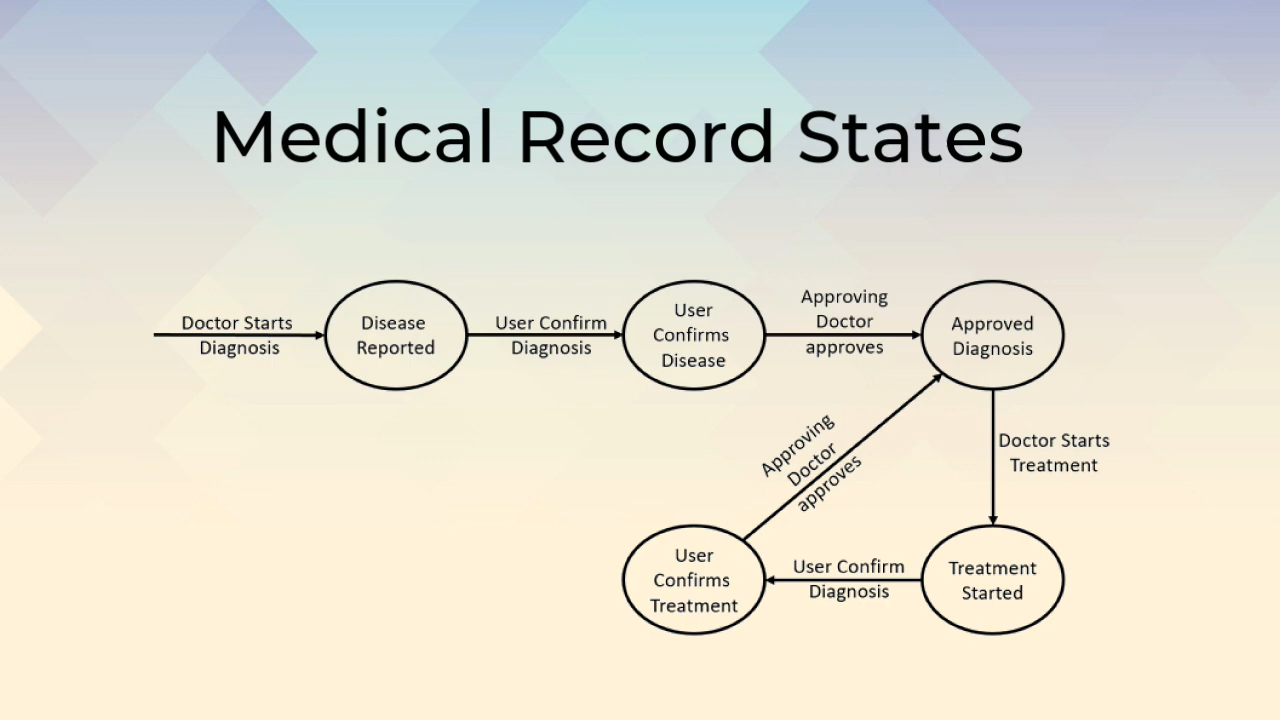 Medical Record States
Doctor Starts
Diagnosis
Disease
Reported
User Confirm
Diagnosis
User
Confirms
Disease
Approving
Doctor
approves
Approved
Diagnosis
Approving
Doctor
approves
Doctor Starts
Treatment
User
Confirms
Treatment
User Confirm
Diagnosis
Treatment
Started